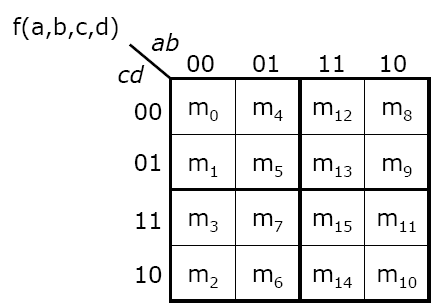 f(a,b,c,d)
ab
cd
00 01 11 10
00 m₀ m₄ m₁₂ m₈
01 m₁ m₅ m₁₃ m₉
11 m₃ m₇ m₁₅ m₁₁
10 m₂ m₆ m₁₄ m₁₀